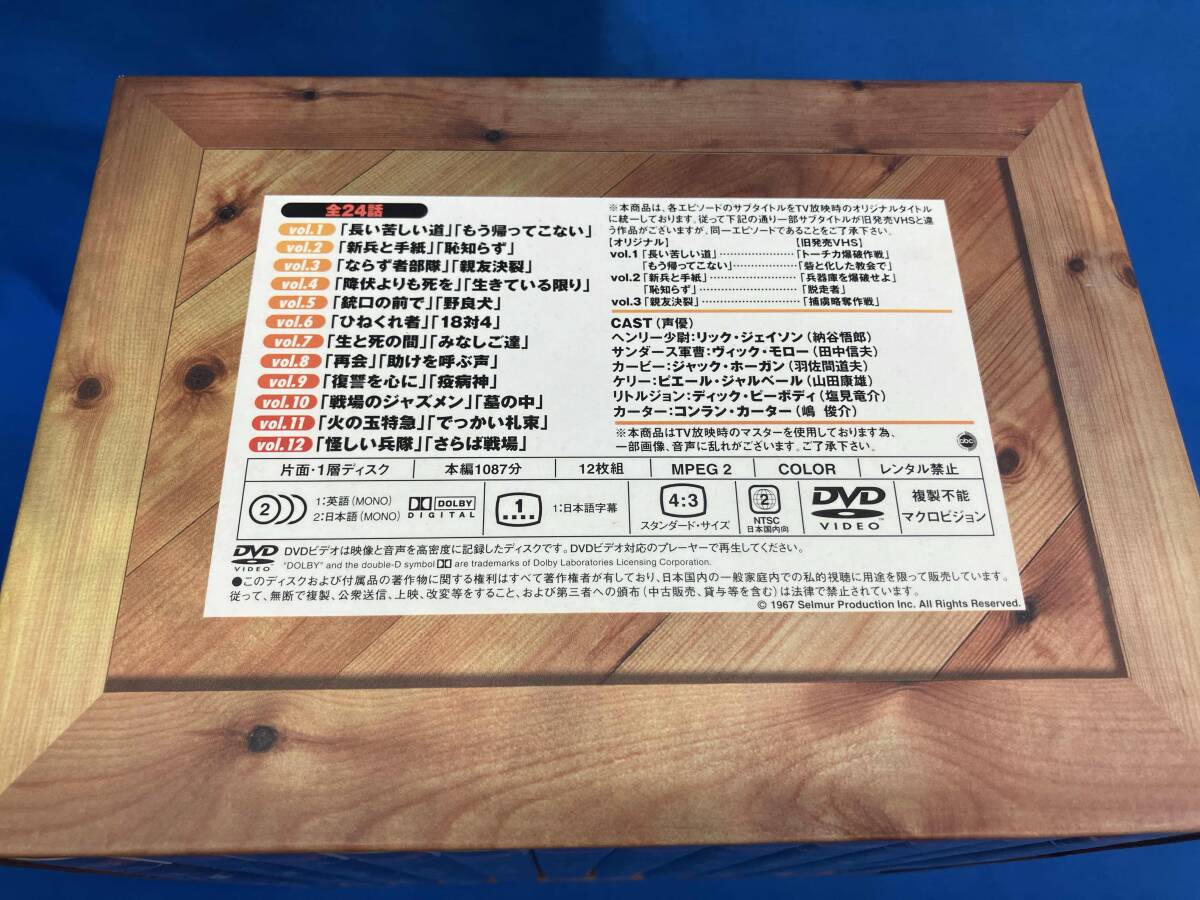 全24話
vol.1 「長い苦しい道」「もう帰ってこない」
vol.2 「新兵と手紙」「恥知らず」
vol.3 「ならず者部隊」「親友決裂」
vol.4 「降伏よりも死を」「生きている限り」
vol.5 「銃口の前で」「野良犬」
vol.6 「ひねくれ者」「18対4」
vol.7 「生と死の間」「みなしご達」
vol.8 「再会」「助けを呼ぶ声」
vol.9 「復讐を心に」「疫病神」
vol.10 「戦場のジャズメン」「墓の中」
vol.11 「火の玉特急」「でっかい札束」
vol.12 「怪しい兵隊」「さらば戦場」
※本商品は、各エピソードのサブタイトルをTV放映時のオリジナルタイトル
に統一しております。従って下記の通り一部サブタイトルが旧発売VHSと違
う作品がございますが、同一エピソードであることをご了承下さい。
【オリジナル】 【旧発売VHS】
vol.1「長い苦しい道」…………………「トーチカ爆破作戦」
「もう帰ってこない」………………「砦と化した教会で」
vol.2「新兵と手紙」……………………「兵器庫を爆破せよ」
「恥知らず」…………………………「脱走者」
vol.3「親友決裂」………………………「捕虜略奪作戦」
CAST（声優）
ヘンリー少尉：リック・ジェイソン（納谷悟郎）
サンダース軍曹：ヴィック・モロー（田中信夫）
カービー：ジャック・ホーガン（羽佐間道夫）
ケリー：ピエール・ジャルベール（山田康雄）
リトルジョン：ディック・ピーボディ（塩見竜介）
カーター：コンラン・カーター（嶋 俊介）
※本商品はTV放映時のマスターを使用しております為、
一部画像、音声に乱れがございます。ご了承下さい。
abc
片面・1層ディスク 本編1087分 12枚組 MPEG 2 COLOR レンタル禁止
2 1：英語（MONO）
2：日本語（MONO）
DOLBY
DIGITAL
1 1：日本語字幕
4:3
スタンダード・サイズ
2
NTSC
日本国内向
DVD
VIDEO
複製不能
マクロビジョン
DVD
VIDEO
DVDビデオは映像と音声を高密度に記録したディスクです。DVDビデオ対応のプレーヤーで再生してください。
"DOLBY" and the double-D symbol are trademarks of Dolby Laboratories Licensing Corporation.
●このディスクおよび付属品の著作物に関する権利はすべて著作権者が有しており、日本国内の一般家庭内での私的視聴に用途を限って販売しています。
従って、無断で複製、公衆送信、上映、改変等をすること、および第三者への頒布（中古販売、貸与等を含む）は法律で禁止されています。
© 1967 Selmur Production Inc. All Rights Reserved.